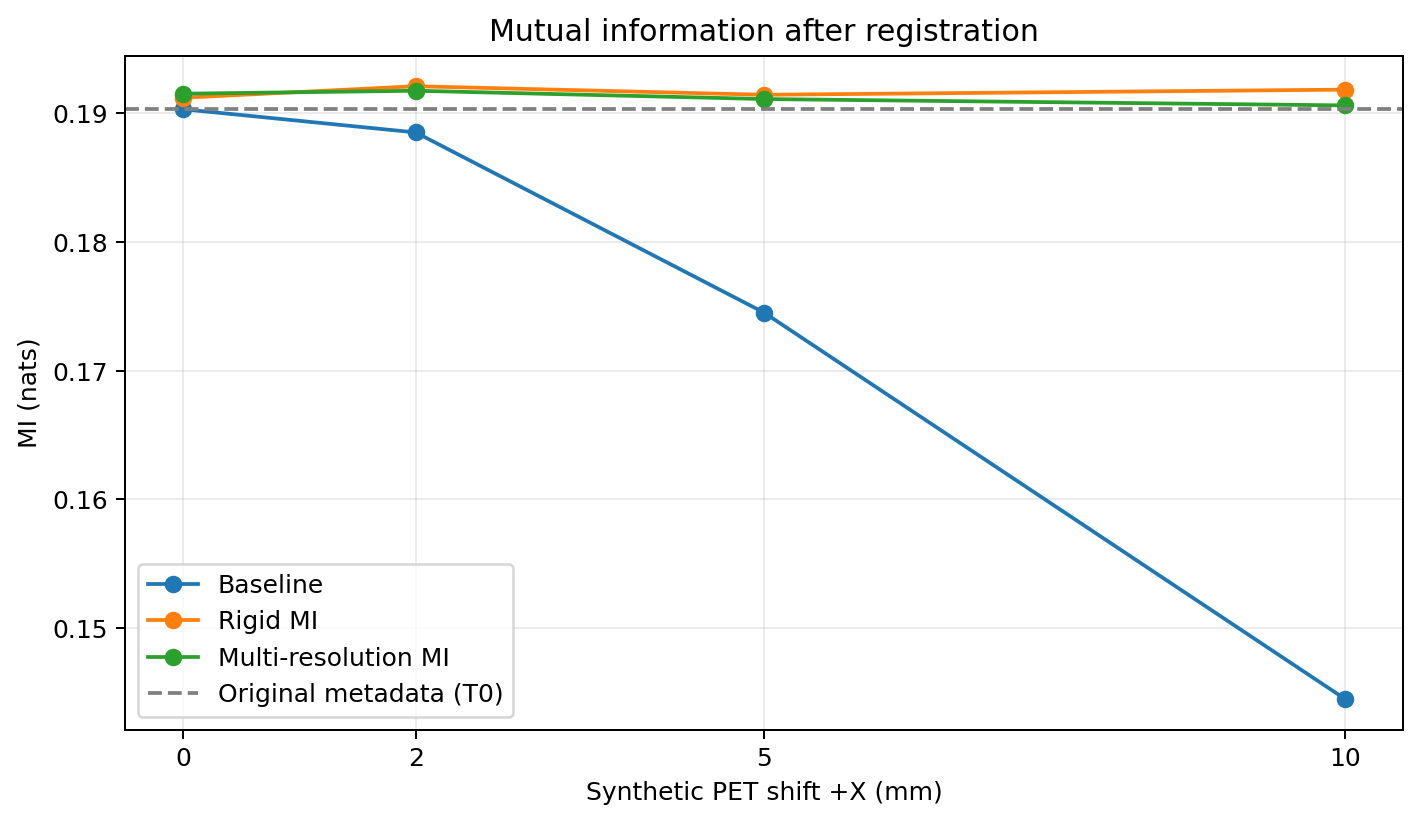 Mutual information after registration
MI (nats)
0.19
0.18
0.17
0.16
0.15
Baseline
Rigid MI
Multi-resolution MI
Original metadata (T0)
0
2
5
10
Synthetic PET shift +X (mm)